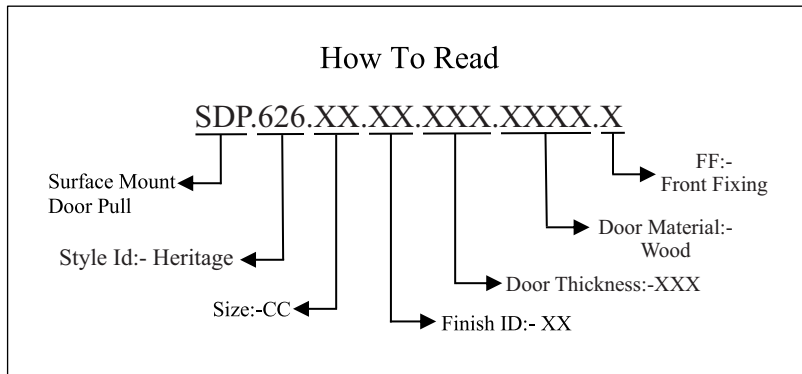 How To Read
SDP.626.XX.XX.XXX.XXXX.X
FF:-
Front Fixing
Surface Mount
Door Pull
Door Material:-
Wood
Style Id:- Heritage
Door Thickness:-XXX
Size:-CC
Finish ID:- XX